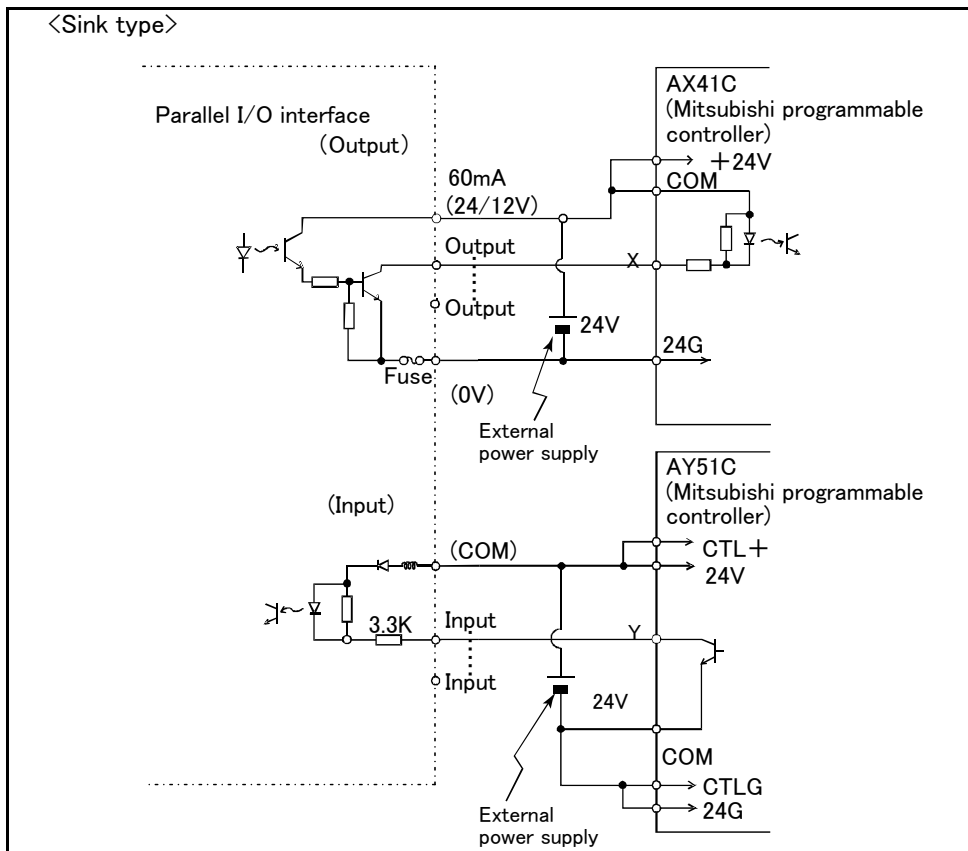 <Sink type>
Parallel I/O interface
(Output)
AX41C
(Mitsubishi programmable
controller)
+24V
COM
60mA
(24/12V)
Output
X
Output
24V
24G
Fuse
(0V)
External
power supply
AY51C
(Mitsubishi programmable
controller)
(Input)
(COM)
CTL+
24V
3.3K
Input
Y
Input
24V
COM
CTLG
24G
External
power supply